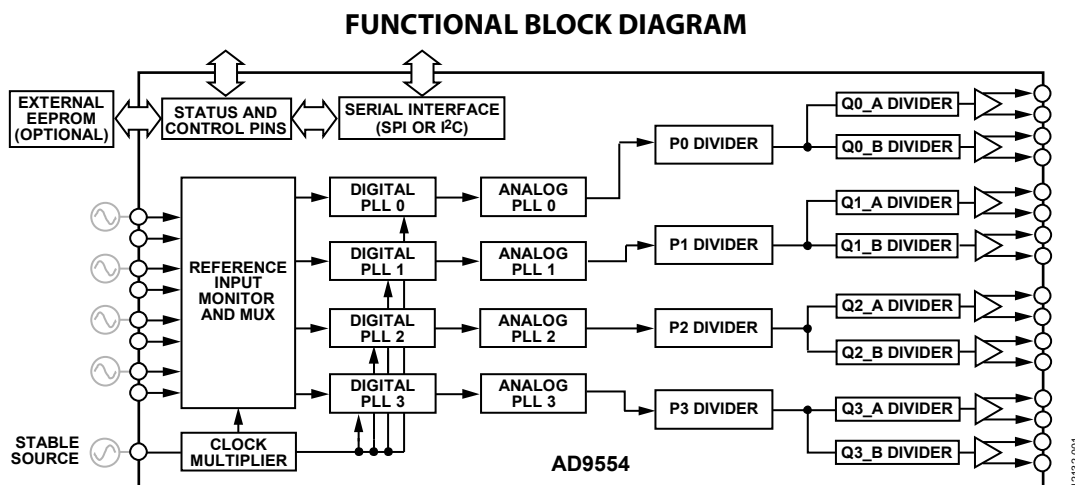 FUNCTIONAL BLOCK DIAGRAM
EXTERNAL
EEPROM
(OPTIONAL)
STATUS AND
CONTROL PINS
SERIAL INTERFACE
(SPI OR I²C)
Q0_A DIVIDER
P0 DIVIDER
Q0_B DIVIDER
DIGITAL
PLL 0
ANALOG
PLL 0
Q1_A DIVIDER
P1 DIVIDER
Q1_B DIVIDER
REFERENCE
INPUT
MONITOR
AND MUX
DIGITAL
PLL 1
ANALOG
PLL 1
Q2_A DIVIDER
P2 DIVIDER
Q2_B DIVIDER
DIGITAL
PLL 2
ANALOG
PLL 2
DIGITAL
PLL 3
ANALOG
PLL 3
P3 DIVIDER
Q3_A DIVIDER
Q3_B DIVIDER
STABLE
SOURCE
CLOCK
MULTIPLIER
AD9554
12132-001